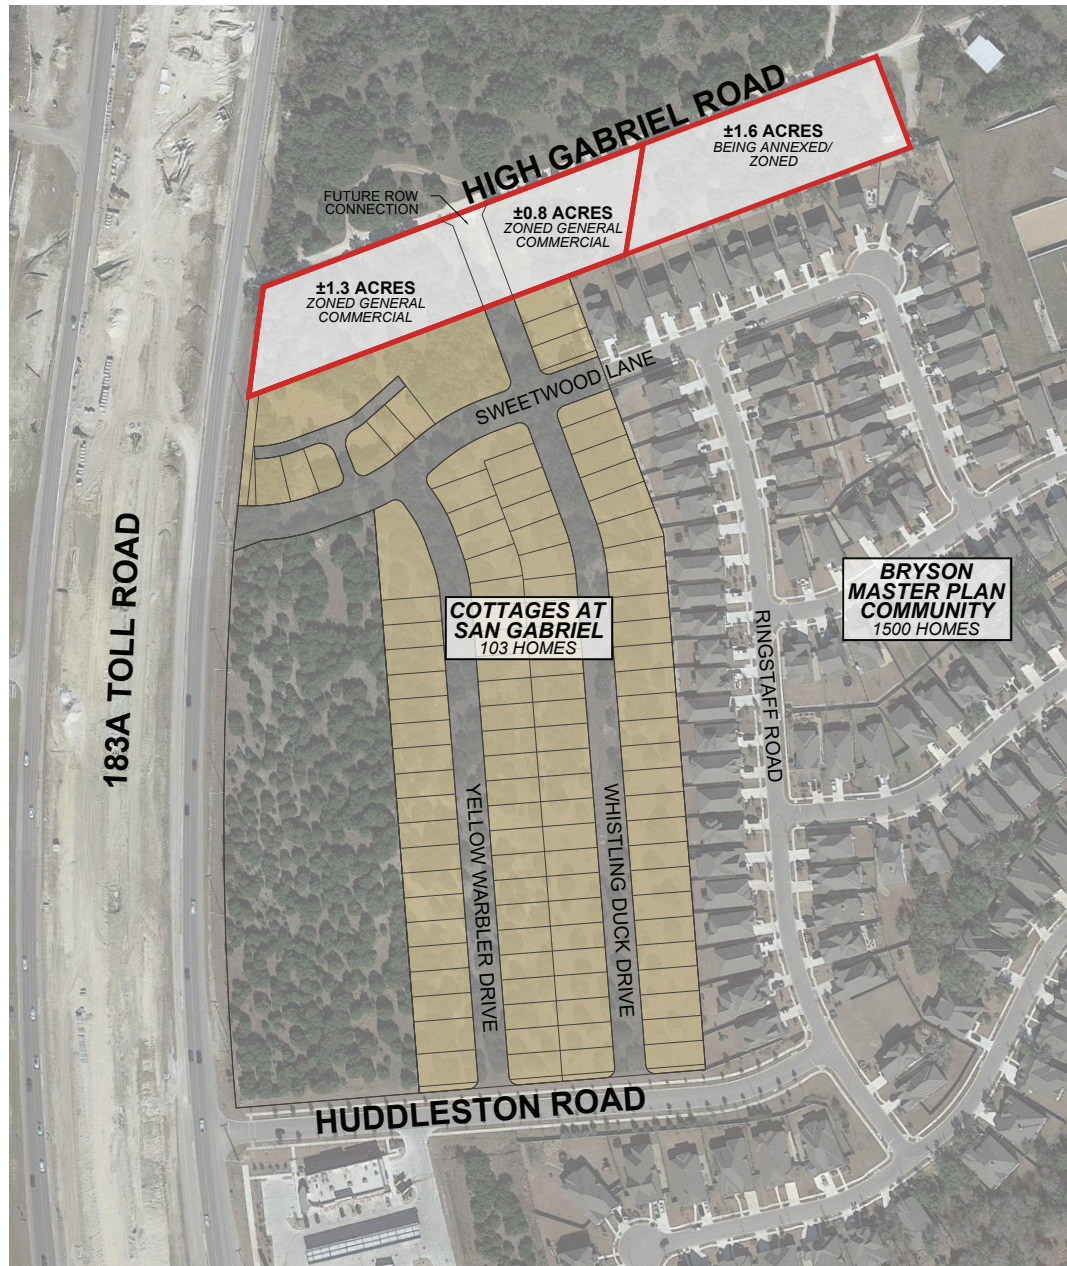 HIGH GABRIEL ROAD
±1.6 ACRES
BEING ANNEXED/
ZONED
FUTURE ROW
CONNECTION
±0.8 ACRES
ZONED GENERAL
COMMERCIAL
±1.3 ACRES
ZONED GENERAL
COMMERCIAL
SWEETWOOD LANE
183A TOLL ROAD
COTTAGES AT
SAN GABRIEL
103 HOMES
BRYSON
MASTER PLAN
COMMUNITY
1500 HOMES
RINGSTAFF ROAD
YELLOW WARBLER DRIVE
WHISTLING DUCK DRIVE
HUDDLESTON ROAD